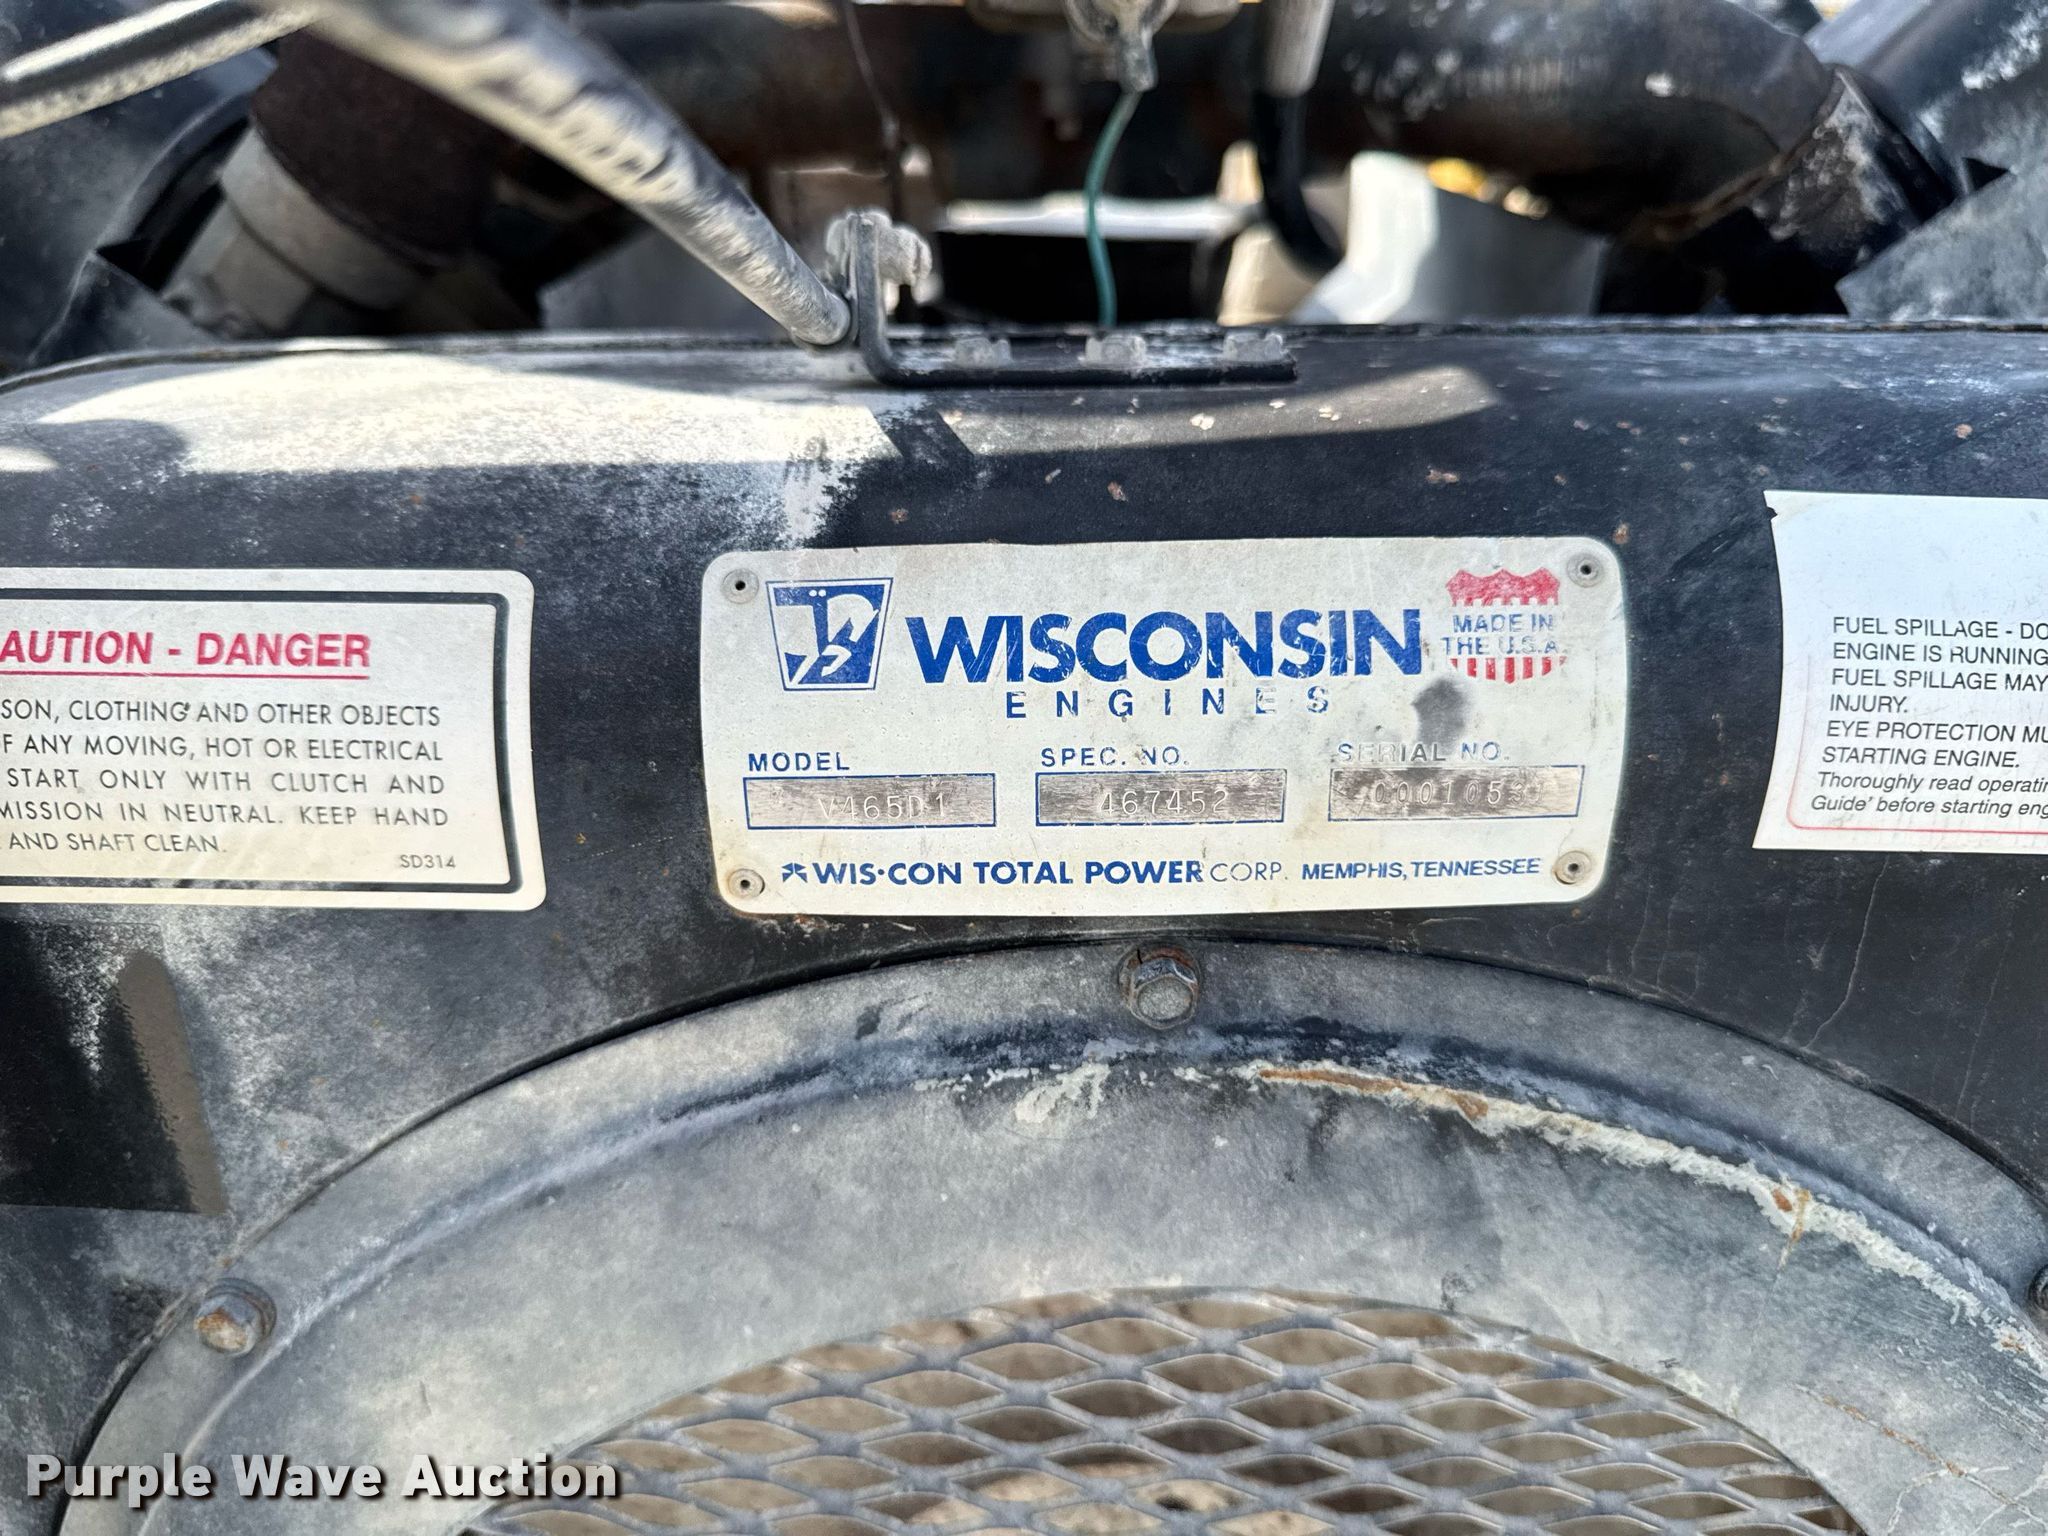 AUTION - DANGER
SON, CLOTHING AND OTHER OBJECTS
F ANY MOVING, HOT OR ELECTRICAL
START ONLY WITH CLUTCH AND
MISSION IN NEUTRAL. KEEP HAND
AND SHAFT CLEAN.
SD314
WISCONSIN
ENGINES
MADE IN
THE U.S.A.
MODEL SPEC. NO. SERIAL NO.
V465D1 467452
WIS-CON TOTAL POWER CORP. MEMPHIS, TENNESSEE
FUEL SPILLAGE - DO
ENGINE IS RUNNING
FUEL SPILLAGE MAY
INJURY.
EYE PROTECTION MU
STARTING ENGINE.
Thoroughly read operatin
Guide' before starting eng
Purple Wave Auction